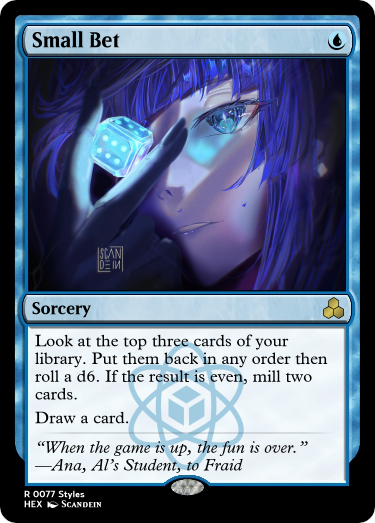 Small Bet
SCAN
DEIN
Sorcery
Look at the top three cards of your
library. Put them back in any order then
roll a d6. If the result is even, mill two
cards.
Draw a card.
“When the game is up, the fun is over.”
—Ana, Al's Student, to Fraid
R 0077 Styles
HEX Scandein